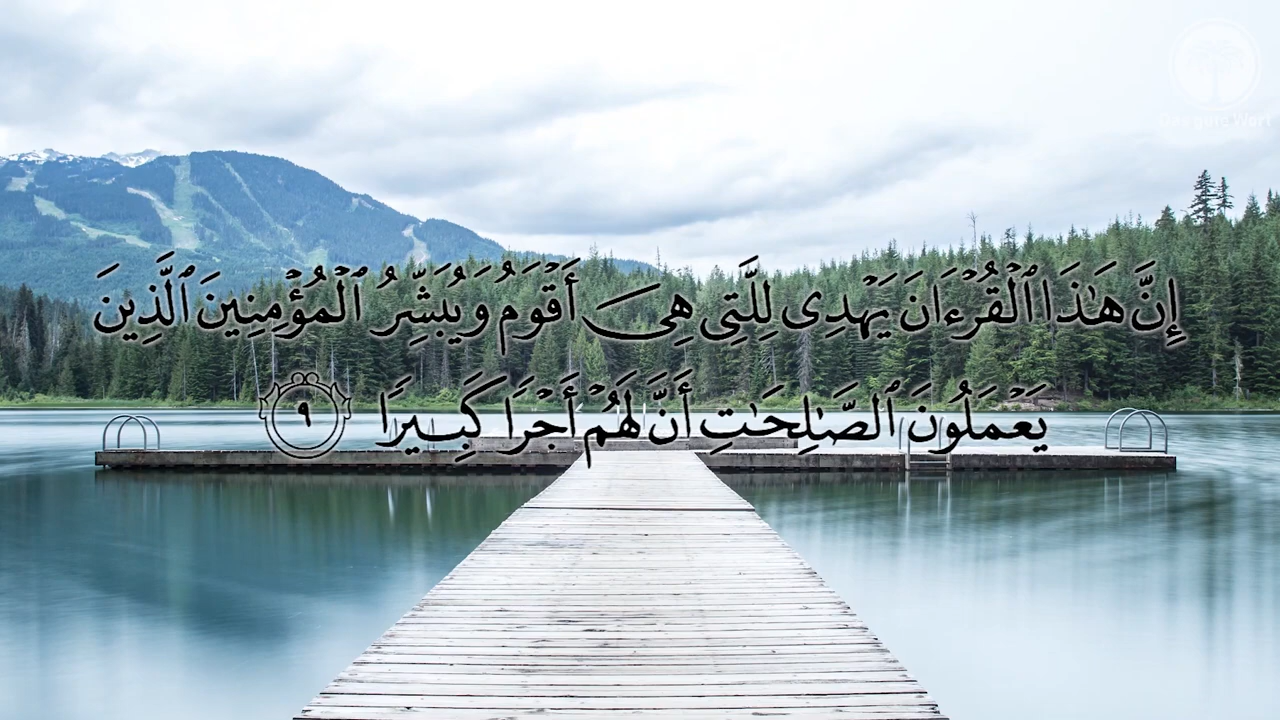 إِنَّ هَٰذَا ٱلْقُرْءَانَ يَهْدِى لِلَّتِى هِىَ أَقْوَمُ وَيُبَشِّرُ ٱلْمُؤْمِنِينَ ٱلَّذِينَ
يَعْمَلُونَ ٱلصَّٰلِحَٰتِ أَنَّ لَهُمْ أَجْرًا كَبِيرًا ٩